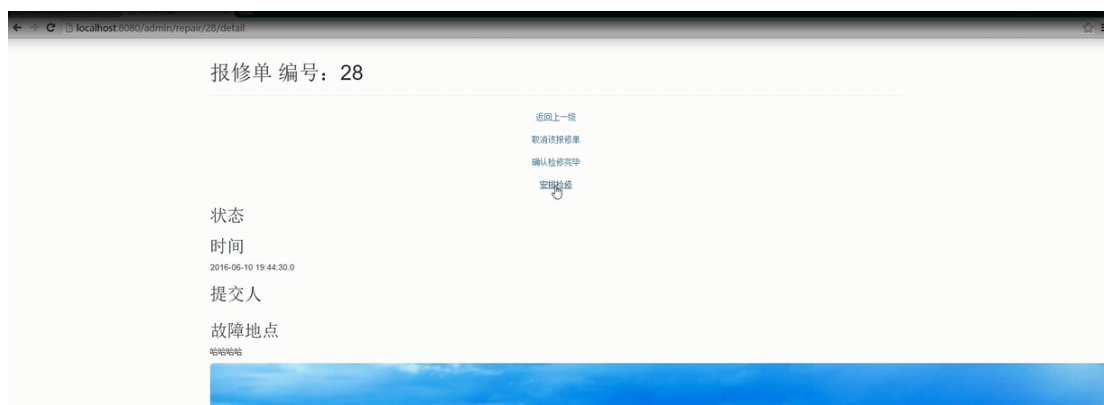 localhost:8080/admin/repair/28/detail
报修单 编号：28
返回上一级
取消该报修单
确认检修完毕
安排检修
状态
时间
2016-06-10 19:44:30.0
提交人
故障地点
哈哈哈哈